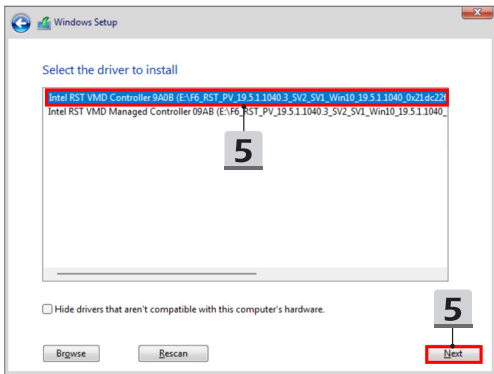 Windows Setup
Select the driver to install
Intel RST VMD Controller 9A0B (E:\F6_RST_PV_19.5.1.1040.3_SV2_SV1_Win10_19.5.1.1040_0x21dc22f
Intel RST VMD Managed Controller 09AB (E:\F6_RST_PV_19.5.1.1040.3_SV2_SV1_Win10_19.5.1.1040_
5
Hide drivers that aren't compatible with this computer's hardware.
5
Browse
Rescan
Next